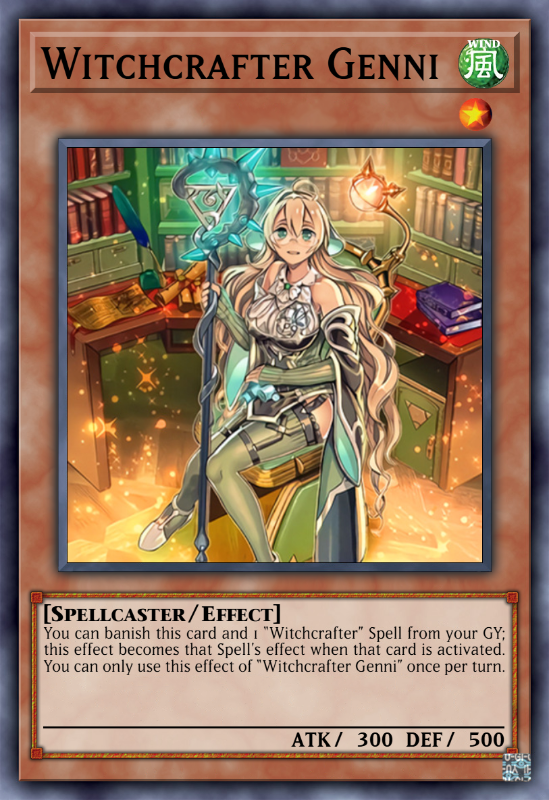 Witchcrafter Genni
WIND
風
[Spellcaster/Effect]
You can banish this card and 1 "Witchcrafter" Spell from your GY;
this effect becomes that Spell's effect when that card is activated.
You can only use this effect of "Witchcrafter Genni" once per turn.
ATK/ 300 DEF/ 500